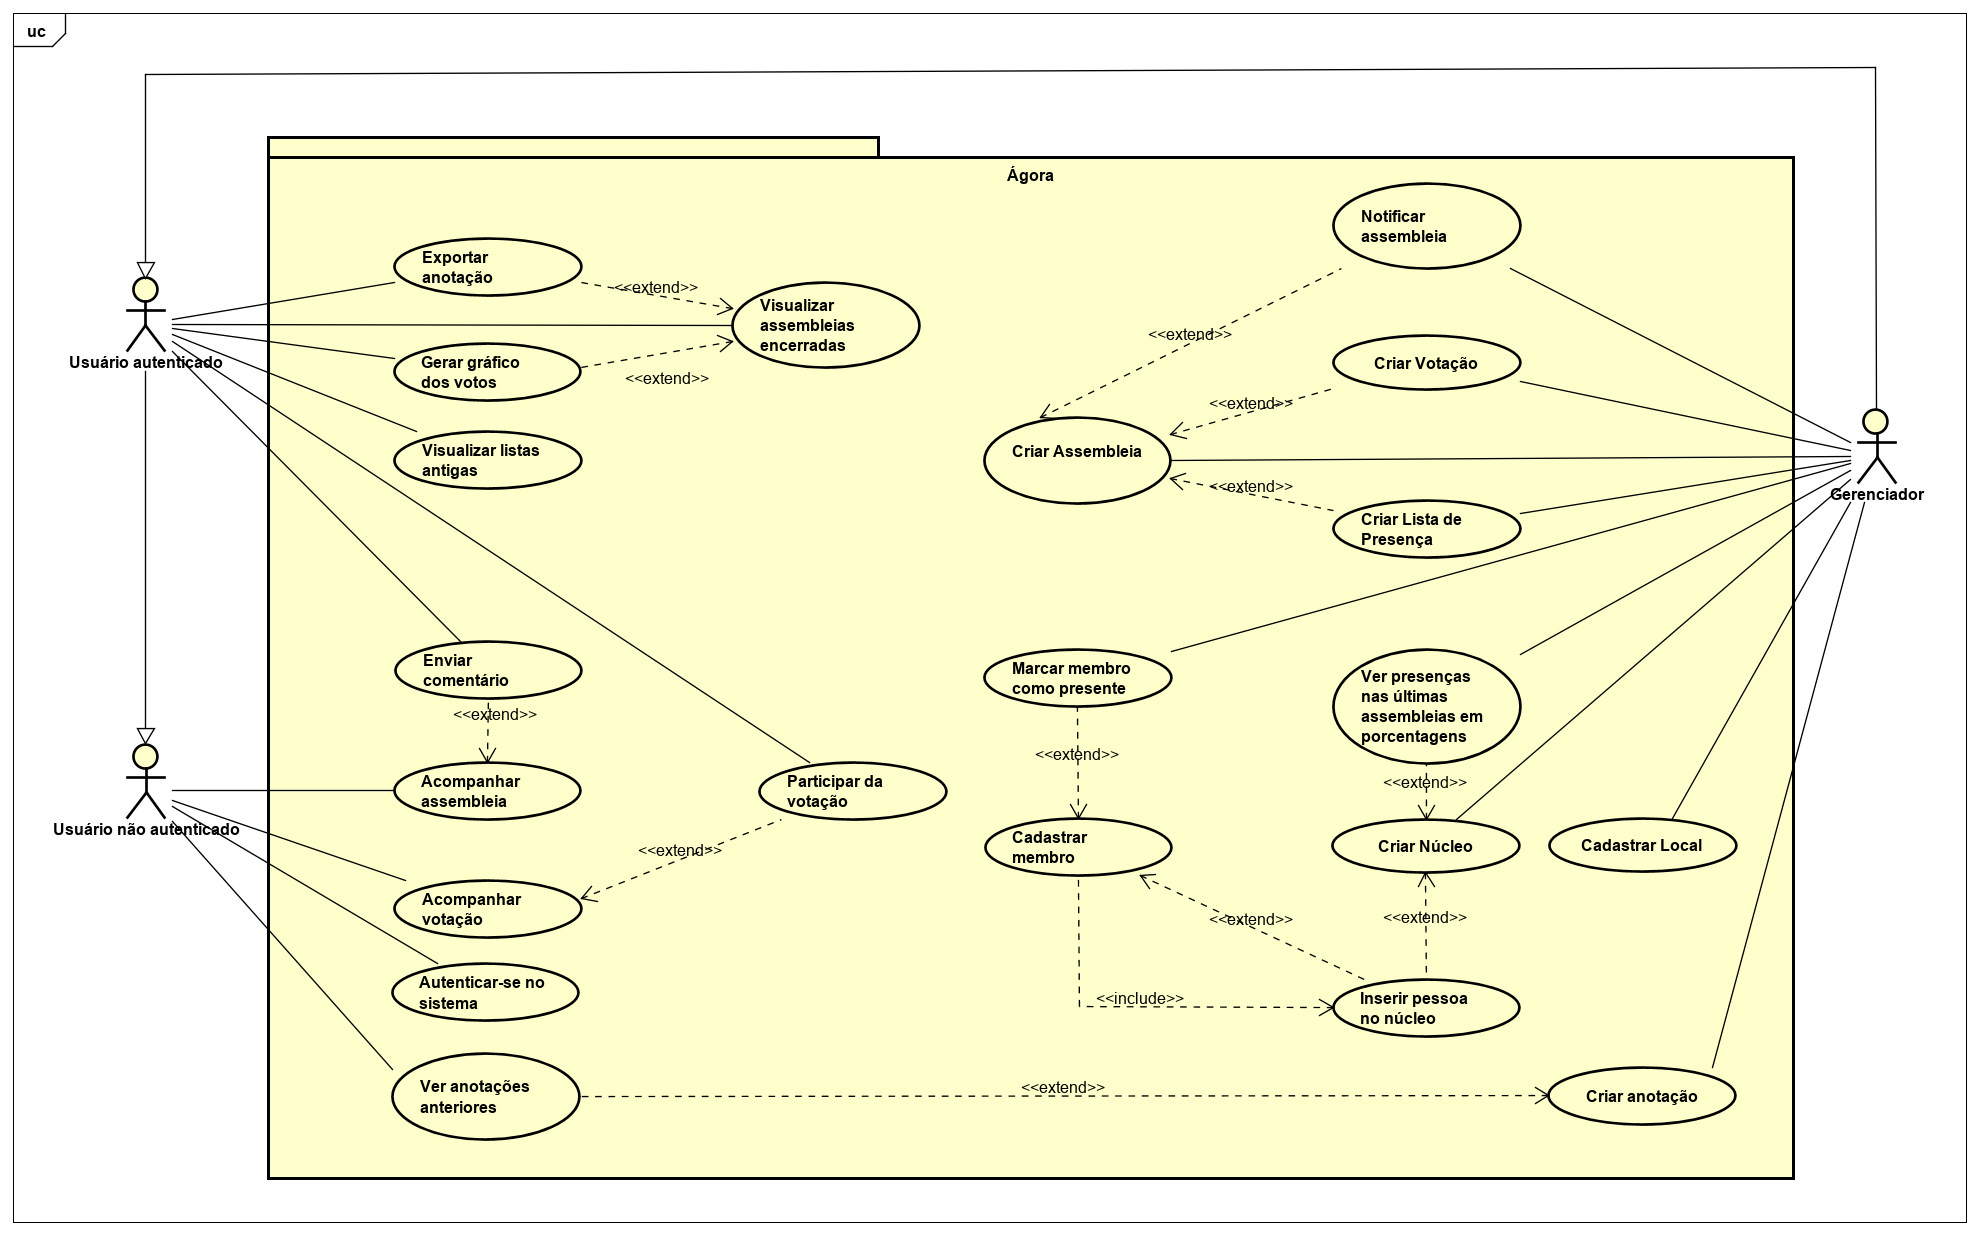 uc
Ágora
Notificar
assembleia
Exportar
anotação
<<extend>>
Visualizar
assembleias
encerradas
<<extend>>
Usuário autenticado
Gerar gráfico
dos votos
<<extend>>
Criar Votação
<<extend>>
Visualizar listas
antigas
Criar Assembleia
<<extend>>
Gerenciador
Criar Lista de
Presença
Enviar
comentário
<<extend>>
Marcar membro
como presente
<<extend>>
Ver presenças
nas últimas
assembleias em
porcentagens
<<extend>>
Acompanhar
assembleia
Participar da
votação
Usuário não autenticado
<<extend>>
Cadastrar
membro
Criar Núcleo
Cadastrar Local
Acompanhar
votação
<<extend>>
<<extend>>
Autenticar-se no
sistema
<<include>>
Inserir pessoa
no núcleo
Ver anotações
anteriores
<<extend>>
Criar anotação